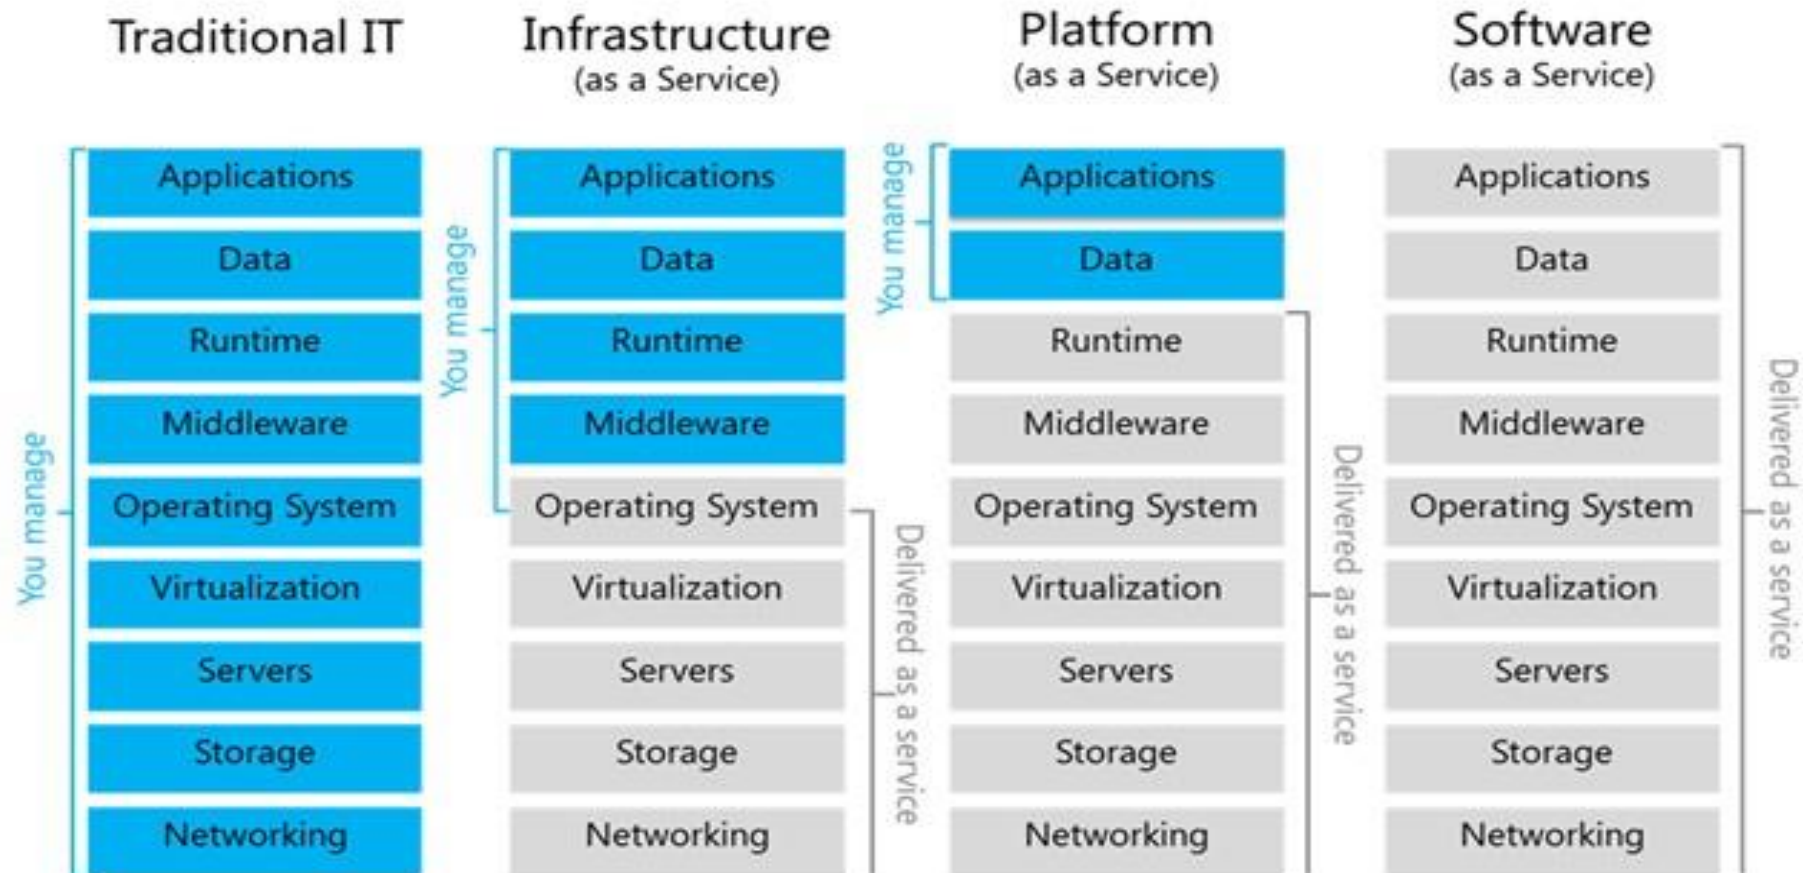 Traditional IT
Infrastructure
(as a Service)
Platform
(as a Service)
Software
(as a Service)
You manage
Applications
Data
Runtime
Middleware
Operating System
Virtualization
Servers
Storage
Networking
You manage
Applications
Data
Runtime
Middleware
Operating System
Virtualization
Servers
Storage
Networking
Delivered as a service
You manage
Applications
Data
Runtime
Middleware
Operating System
Virtualization
Servers
Storage
Networking
Delivered as a service
Applications
Data
Runtime
Middleware
Operating System
Virtualization
Servers
Storage
Networking
Delivered as a service